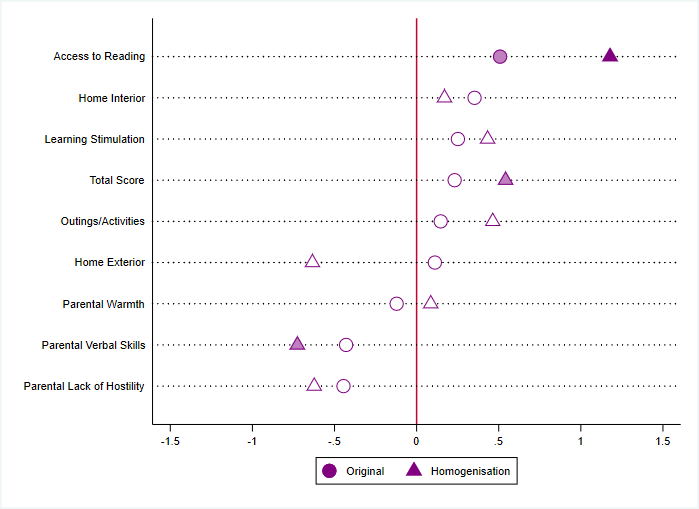 Access to Reading
Home Interior
Learning Stimulation
Total Score
Outings/Activities
Home Exterior
Parental Warmth
Parental Verbal Skills
Parental Lack of Hostility
-1.5 -1 -.5 0 .5 1 1.5
Original Homogenisation